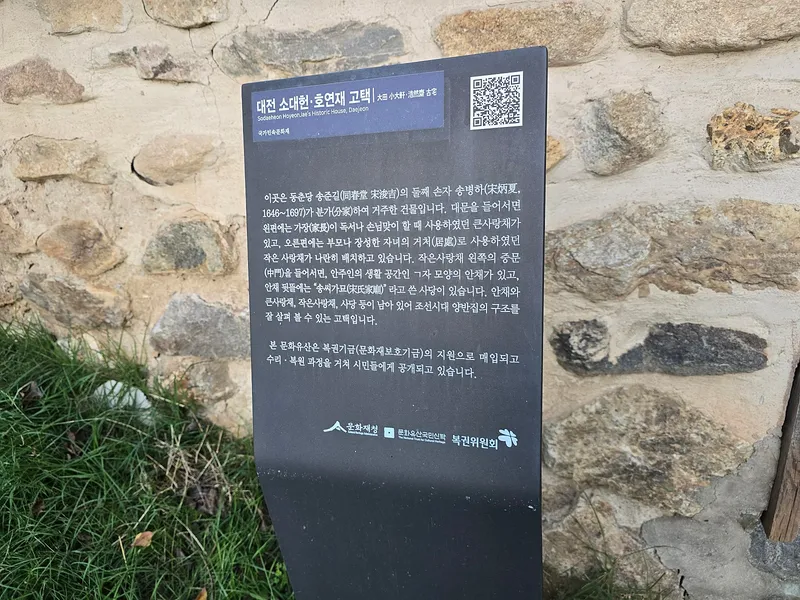 대전 소대헌·호연재 고택 | 大田 小大軒·浩然齋 古宅
Sodaeheon Hoyeonjae's Historic House, Daejeon
국가민속문화재
이곳은 동춘당 송준길(同春堂 宋浚吉)의 둘째 손자 송병하(宋炳夏,
1646~1697)가 분가(分家)하여 거주한 건물입니다. 대문을 들어서면
왼편에는 가장(家長)이 독서나 손님맞이 할 때 사용하였던 큰사랑채가
있고, 오른편에는 부모나 장성한 자녀의 거처(居處)로 사용하였던
작은 사랑채가 나란히 배치하고 있습니다. 작은사랑채 왼쪽의 중문
(中門)을 들어서면, 안주인의 생활 공간인 ㄱ자 모양의 안채가 있고,
안채 뒷뜰에는 "송씨가묘(宋氏家廟)" 라고 쓴 사당이 있습니다. 안채와
큰사랑채, 작은사랑채, 사당 등이 남아 있어 조선시대 양반집의 구조를
잘 살펴 볼 수 있는 고택입니다.
본 문화유산은 복권기금(문화재보호기금)의 지원으로 매입되고
수리·복원 과정을 거쳐 시민들에게 공개되고 있습니다.
문화재청 문화유산국민신탁 복권위원회